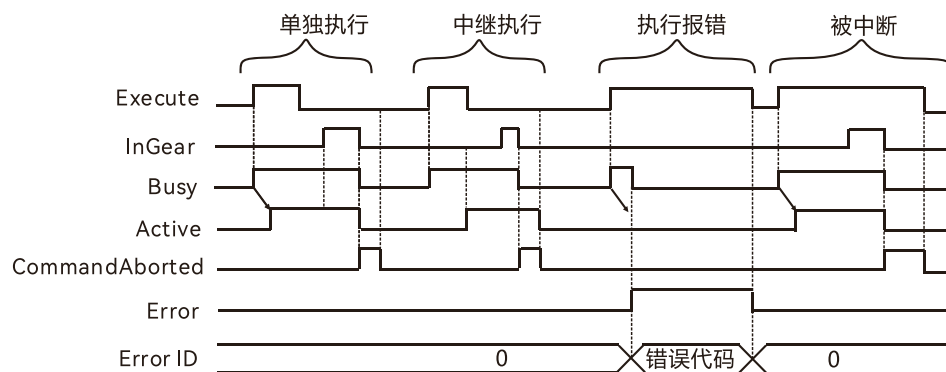 单独执行 中继执行 执行报错 被中断
Execute
InGear
Busy
Active
CommandAborted
Error
Error ID 0 错误代码 0